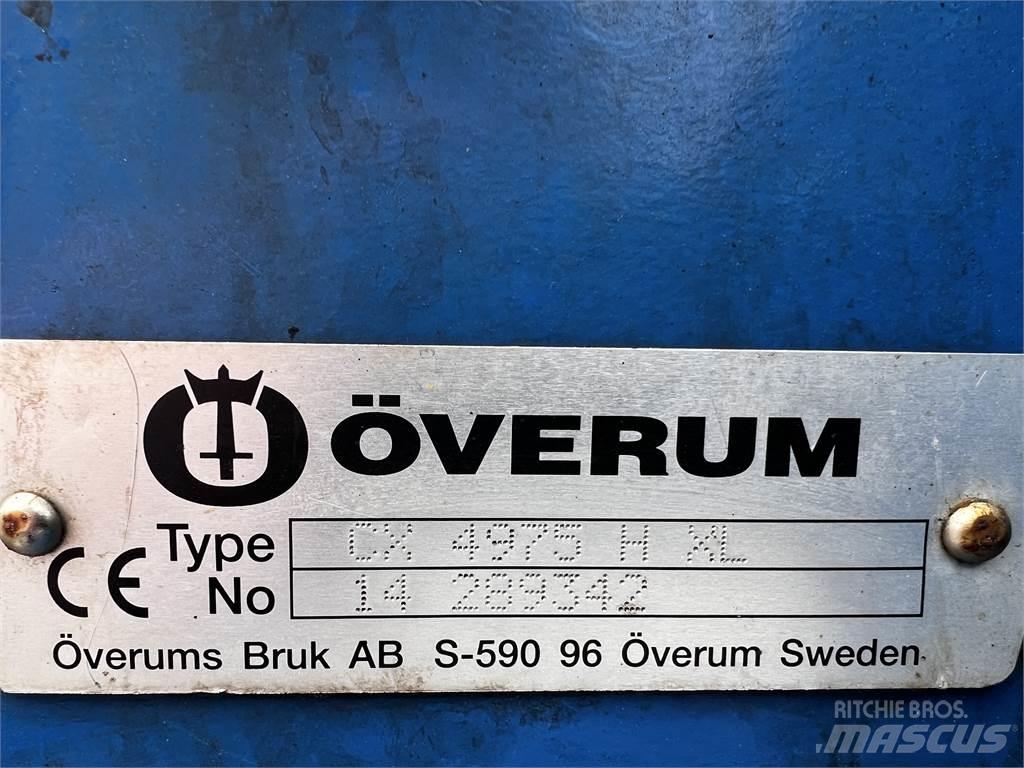 ÖVERUM
Type CX 4975 H XL
CE No 14 289342
Överums Bruk AB S-590 96 Överum Sweden
RITCHIE BROS.
MASCUS